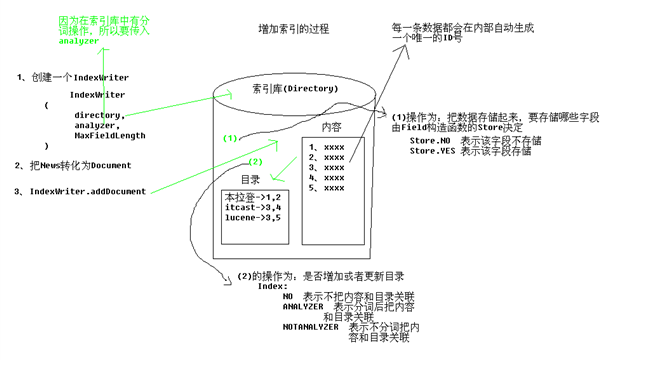 因为在索引库中有分
词操作，所以要传入
analyzer
增加索引的过程
每一条数据都会在内部自动生成
一个唯一的ID号
1、创建一个IndexWriter
IndexWriter
(
directory,
analyzer,
MaxFieldLength
)
2、把News转化为Document
3、IndexWriter.addDocument
索引库(Directory)
(1)
(2)
内容
1、xxxx
2、xxxx
3、xxxx
4、xxxx
5、xxxx
目录
本拉登->1,2
itcast->3,4
lucene->3,5
(1)操作为：把数据存储起来，要存储哪些字段
由Field构造函数的Store决定
Store.NO 表示该字段不存储
Store.YES 表示该字段存储
(2)的操作为：是否增加或者更新目录
Index:
NO 表示不把内容和目录关联
ANALYZER 表示分词后把内容
和目录关联
NOTANALYZER 表示不分词把内
容和目录关联